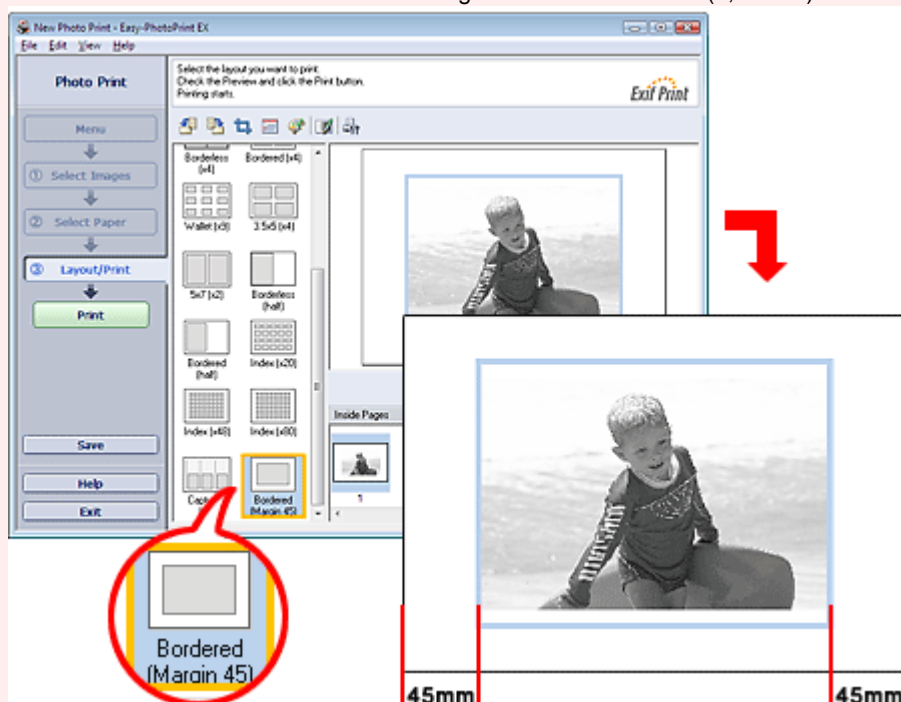 New Photo Print - Easy-PhotoPrint EX
File Edit View Help
Photo Print
Select the layout you want to print.
Check the Preview and click the Print button.
Printing starts.
Exif Print
Menu
① Select Images
② Select Paper
③ Layout/Print
Print
Save
Help
Exit
Borderless
(x4)
Bordered (x4)
Wallet (x9)
3.5x5 (x4)
5x7 (x2)
Borderless
(half)
Bordered
(half)
Index (x20)
Index (x48)
Index (x80)
Bordered
(Margin 45)
Inside Pages
1
Bordered
(Margin 45)
45mm
45mm